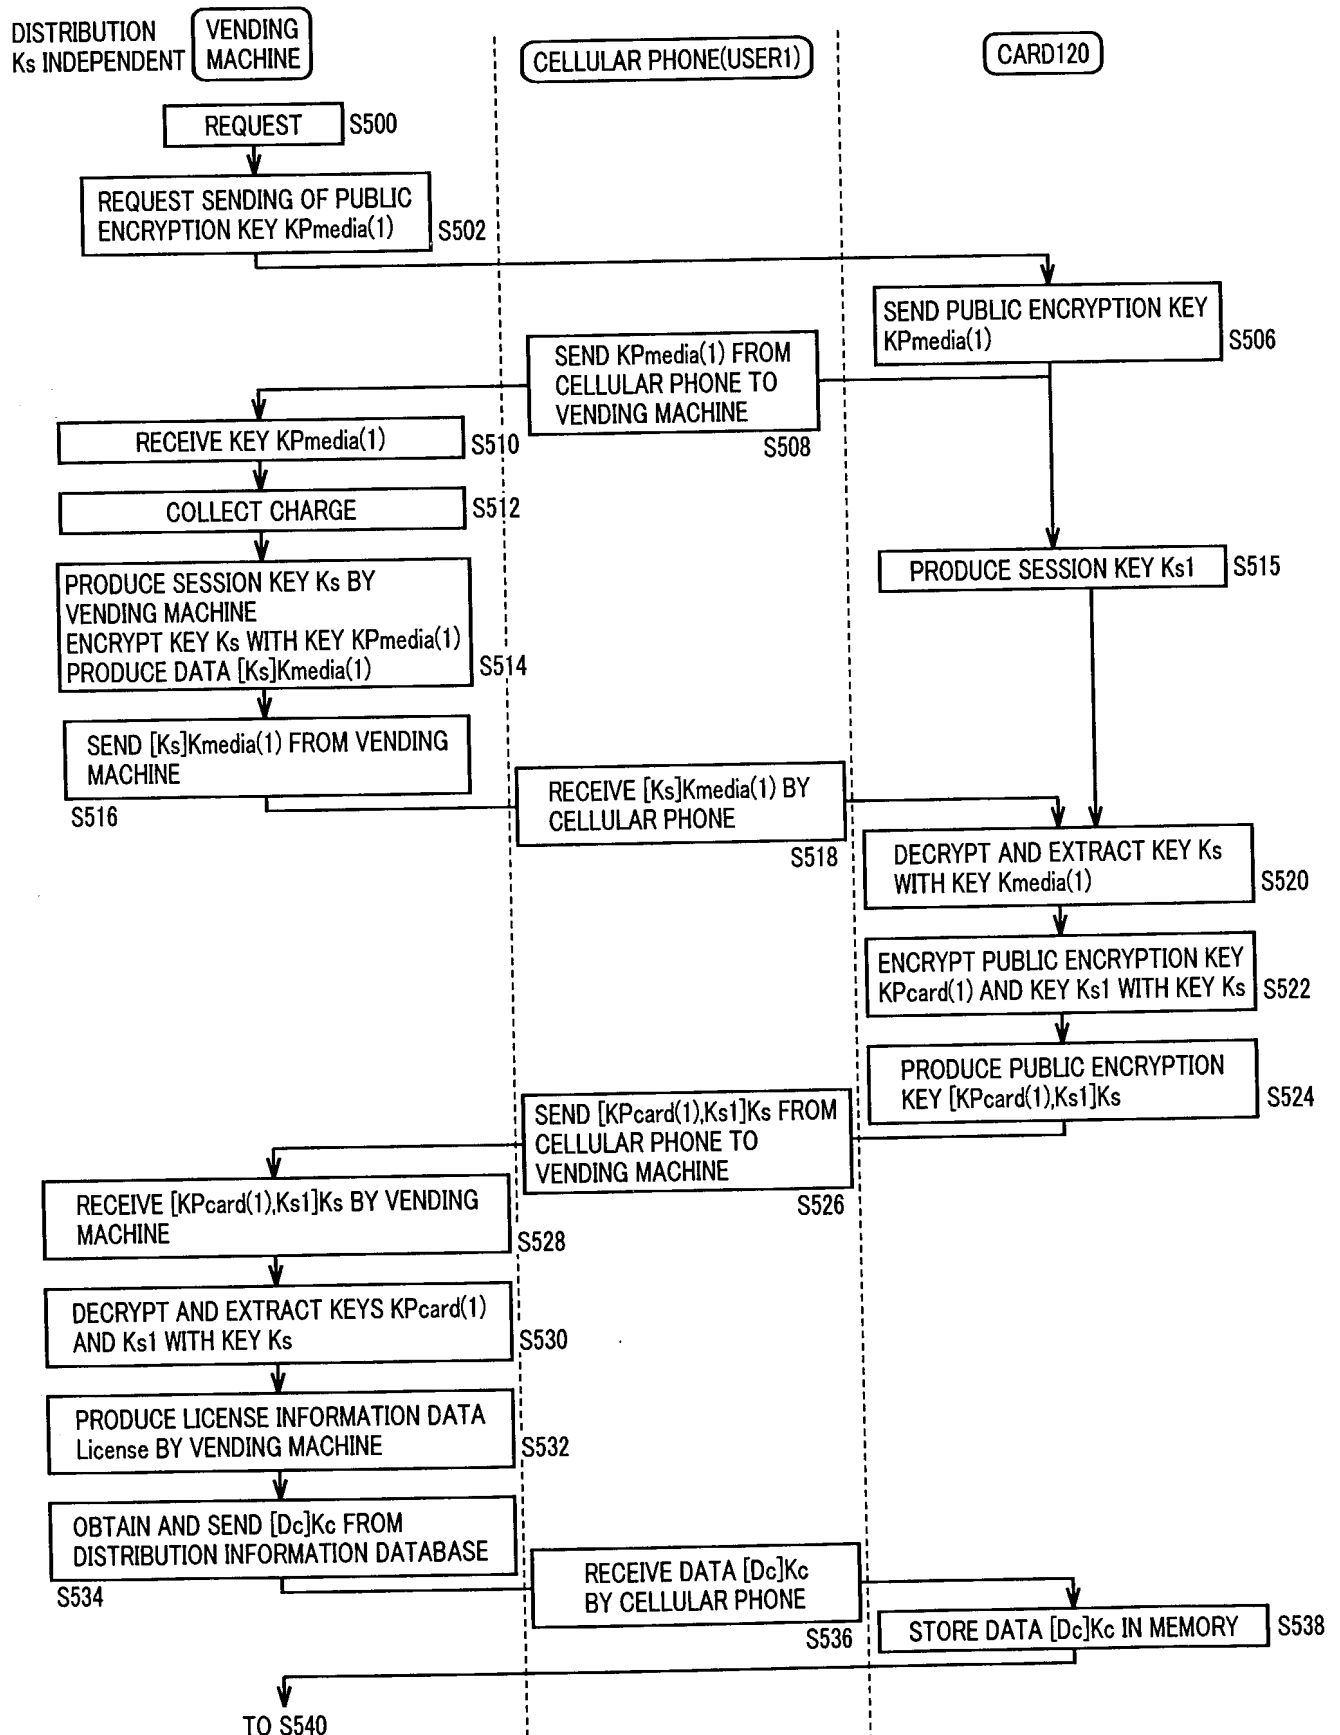 DISTRIBUTION
Ks INDEPENDENT
VENDING
MACHINE
CELLULAR PHONE(USER1)
CARD120
REQUEST
S500
REQUEST SENDING OF PUBLIC
ENCRYPTION KEY KPmedia(1)
S502
SEND PUBLIC ENCRYPTION KEY
KPmedia(1)
S506
SEND KPmedia(1) FROM
CELLULAR PHONE TO
VENDING MACHINE
S508
RECEIVE KEY KPmedia(1)
S510
COLLECT CHARGE
S512
PRODUCE SESSION KEY Ks BY
VENDING MACHINE
ENCRYPT KEY Ks WITH KEY KPmedia(1)
PRODUCE DATA [Ks]Kmedia(1)
S514
PRODUCE SESSION KEY Ks1
S515
SEND [Ks]Kmedia(1) FROM VENDING
MACHINE
S516
RECEIVE [Ks]Kmedia(1) BY
CELLULAR PHONE
S518
DECRYPT AND EXTRACT KEY Ks
WITH KEY Kmedia(1)
S520
ENCRYPT PUBLIC ENCRYPTION KEY
KPcard(1) AND KEY Ks1 WITH KEY Ks
S522
PRODUCE PUBLIC ENCRYPTION
KEY [KPcard(1),Ks1]Ks
S524
SEND [KPcard(1),Ks1]Ks FROM
CELLULAR PHONE TO
VENDING MACHINE
S526
RECEIVE [KPcard(1),Ks1]Ks BY VENDING
MACHINE
S528
DECRYPT AND EXTRACT KEYS KPcard(1)
AND Ks1 WITH KEY Ks
S530
PRODUCE LICENSE INFORMATION DATA
License BY VENDING MACHINE
S532
OBTAIN AND SEND [Dc]Kc FROM
DISTRIBUTION INFORMATION DATABASE
S534
RECEIVE DATA [Dc]Kc
BY CELLULAR PHONE
S536
STORE DATA [Dc]Kc IN MEMORY
S538
TO S540